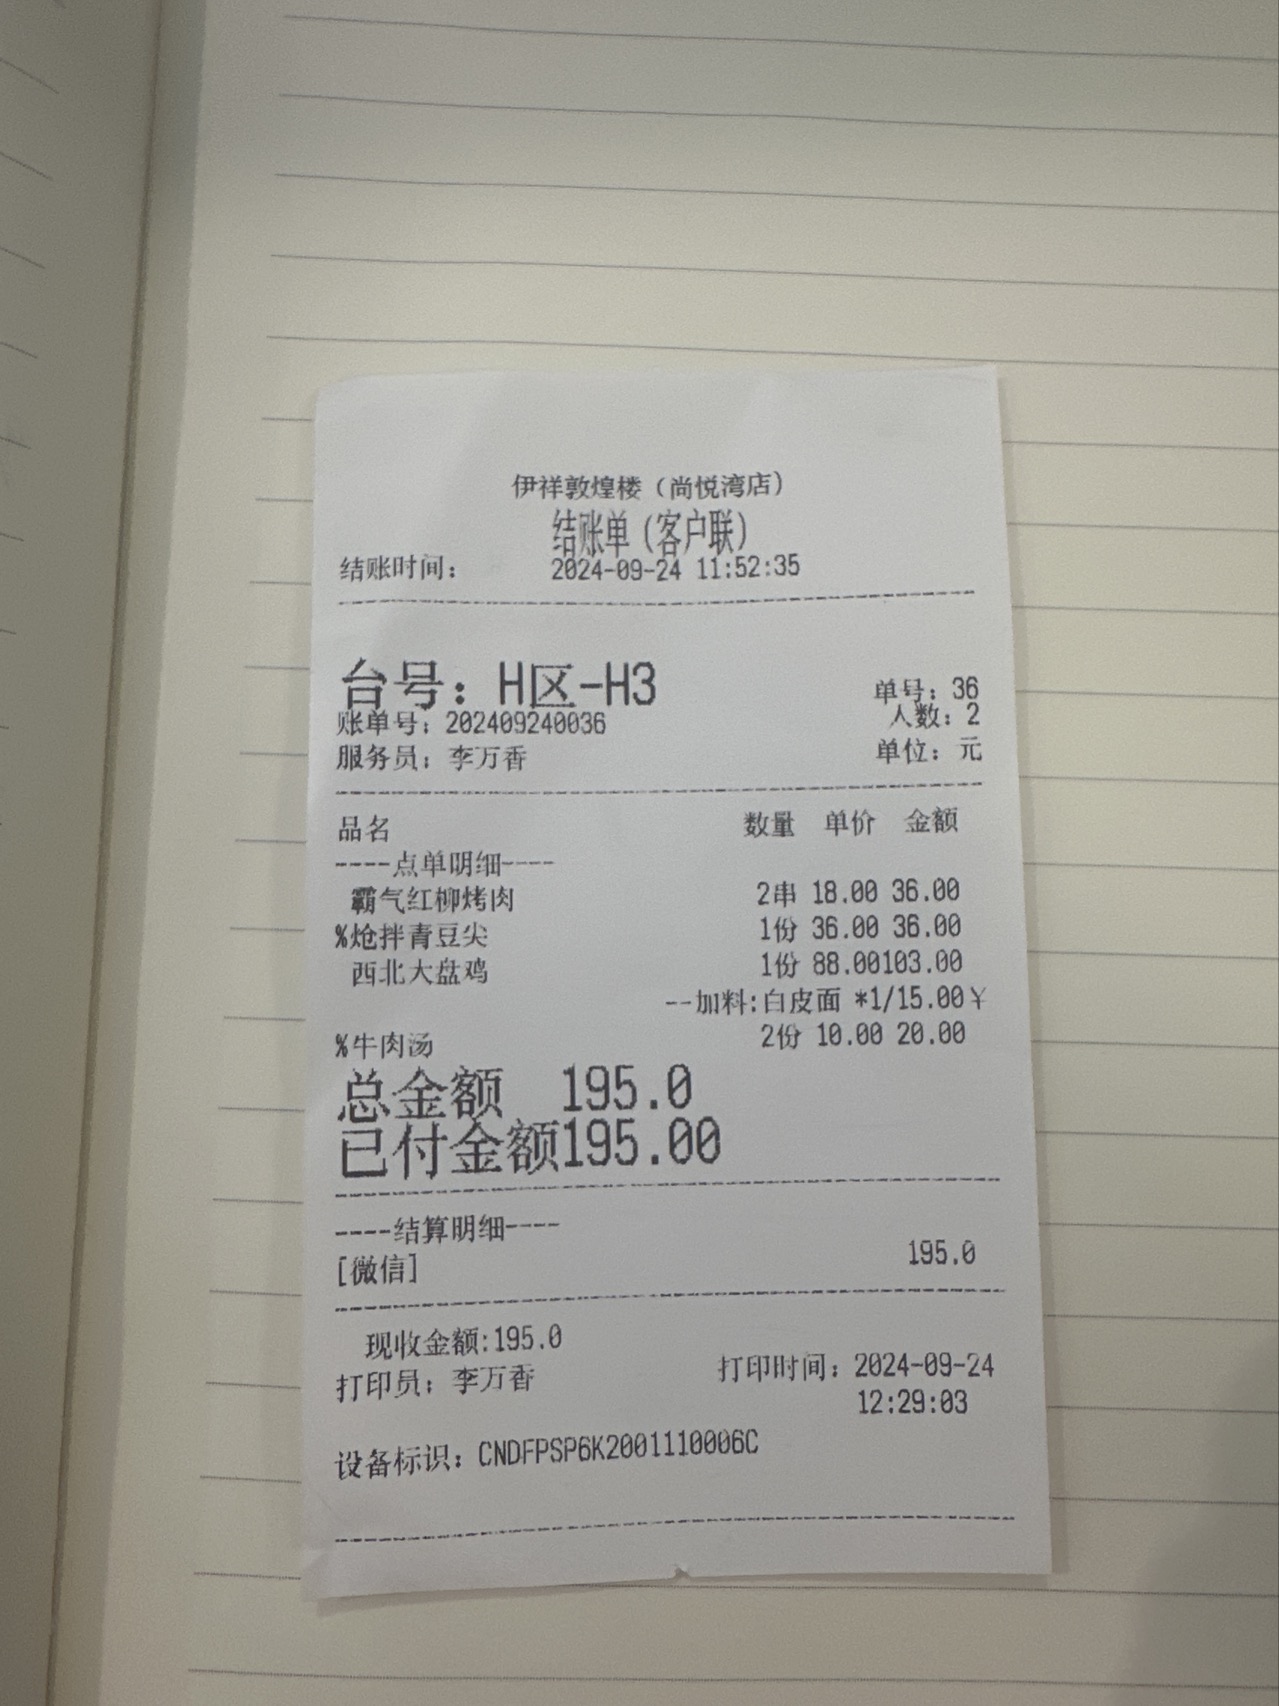 伊祥敦煌楼（尚悦湾店）
结账单（客户联）
结账时间： 2024-09-24 11:52:35
台号：H区-H3 单号：36
账单号：202409240036 人数：2
服务员：李万香 单位：元
品名 数量 单价 金额
----点单明细----
霸气红柳烤肉 2串 18.00 36.00
%炝拌青豆尖 1份 36.00 36.00
西北大盘鸡 1份 88.00103.00
--加料:白皮面 *1/15.00¥
%牛肉汤 2份 10.00 20.00
总金额 195.0
已付金额195.00
----结算明细----
[微信] 195.0
现收金额:195.0
打印员：李万香 打印时间：2024-09-24
12:29:03
设备标识：CNDFPSP6K2001110006C